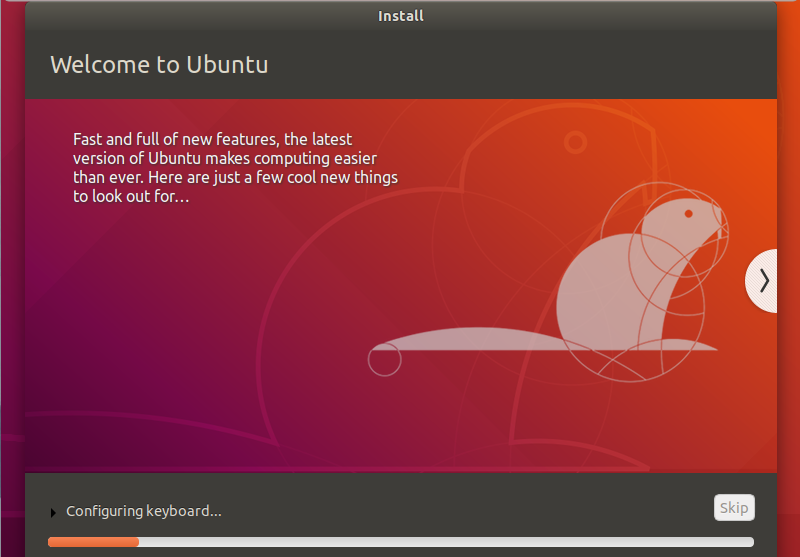 Install
Welcome to Ubuntu
Fast and full of new features, the latest
version of Ubuntu makes computing easier
than ever. Here are just a few cool new things
to look out for…
Configuring keyboard...
Skip